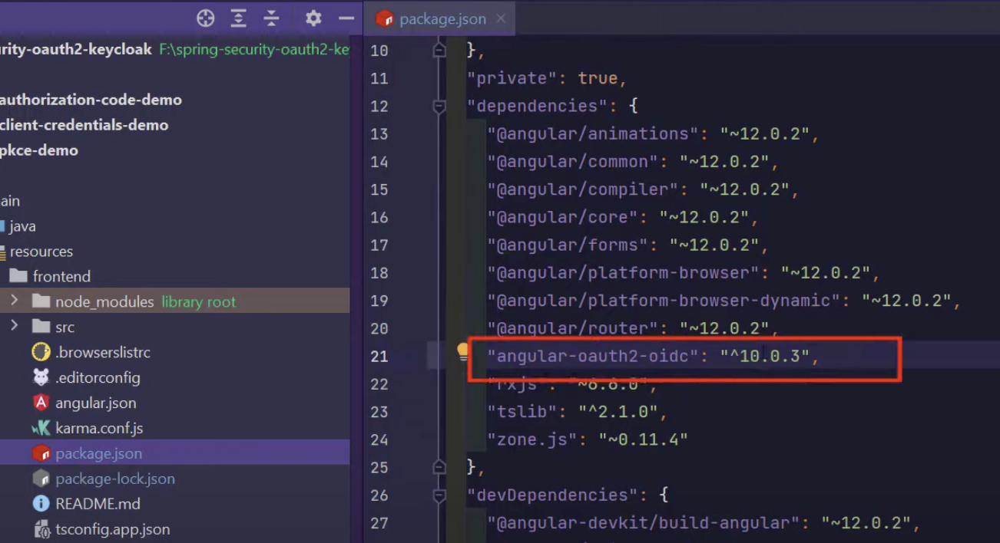 rity-oauth2-keycloak F:\spring-security-oauth2-ke
authorization-code-demo
client-credentials-demo
pkce-demo
ain
java
resources
frontend
node_modules library root
src
.browserslistrc
.editorconfig
angular.json
karma.conf.js
package.json
package-lock.json
README.md
tsconfig.app.json
package.json
10 },
11 "private": true,
12 "dependencies": {
13 "@angular/animations": "~12.0.2",
14 "@angular/common": "~12.0.2",
15 "@angular/compiler": "~12.0.2",
16 "@angular/core": "~12.0.2",
17 "@angular/forms": "~12.0.2",
18 "@angular/platform-browser": "~12.0.2",
19 "@angular/platform-browser-dynamic": "~12.0.2",
20 "@angular/router": "~12.0.2",
21 "angular-oauth2-oidc": "^10.0.3",
22 "rxjs": "~6.6.0",
23 "tslib": "^2.1.0",
24 "zone.js": "~0.11.4"
25 },
26 "devDependencies": {
27 "@angular-devkit/build-angular": "~12.0.2",